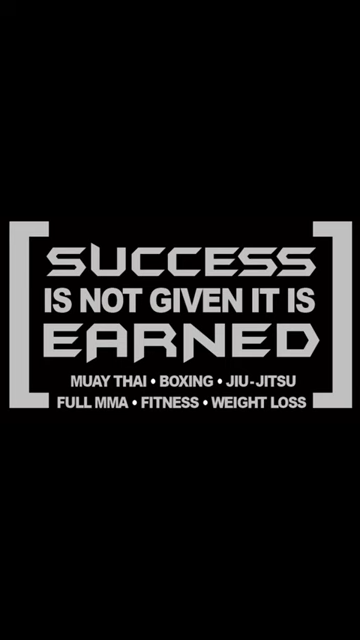 SUCCESS
IS NOT GIVEN IT IS
EARNED
MUAY THAI • BOXING • JIU-JITSU
FULL MMA • FITNESS • WEIGHT LOSS